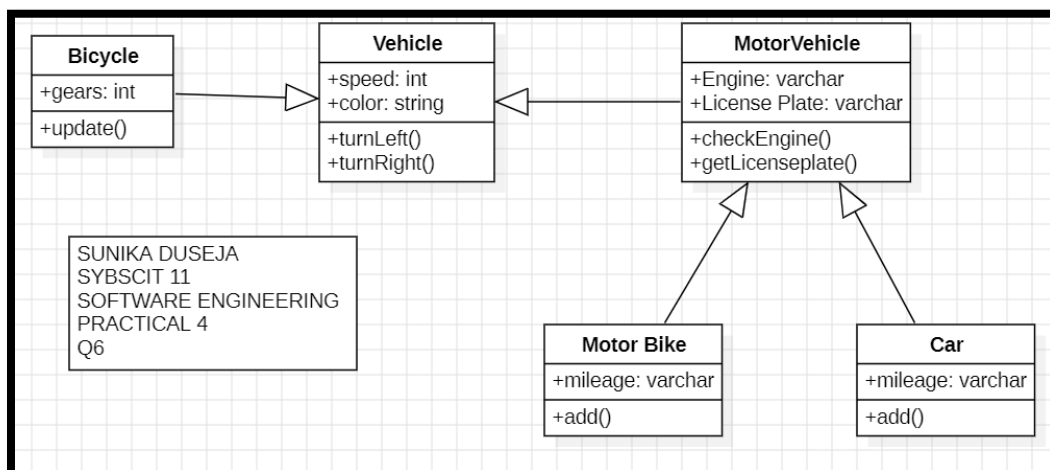 Bicycle
+gears: int
+update()
Vehicle
+speed: int
+color: string
+turnLeft()
+turnRight()
MotorVehicle
+Engine: varchar
+License Plate: varchar
+checkEngine()
+getLicenseplate()
SUNIKA DUSEJA
SYBSCIT 11
SOFTWARE ENGINEERING
PRACTICAL 4
Q6
Motor Bike
+mileage: varchar
+add()
Car
+mileage: varchar
+add()